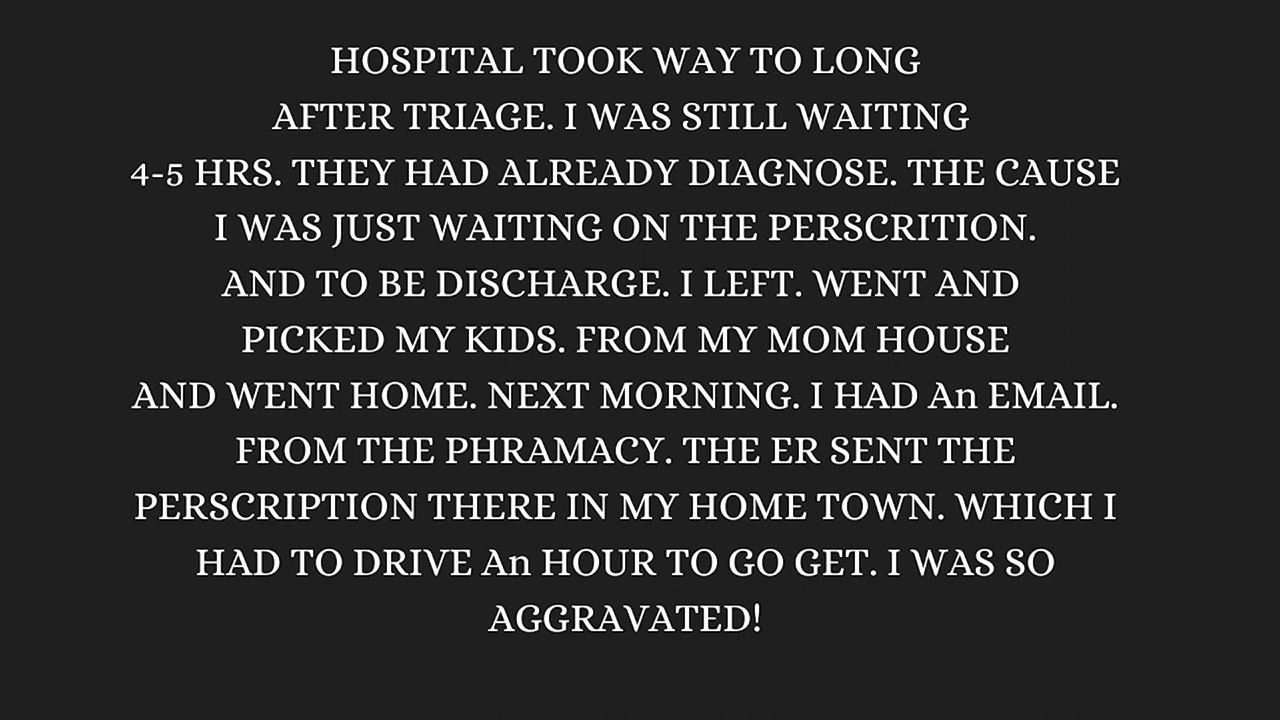 HOSPITAL TOOK WAY TO LONG
AFTER TRIAGE. I WAS STILL WAITING
4-5 HRS. THEY HAD ALREADY DIAGNOSE. THE CAUSE
I WAS JUST WAITING ON THE PERSCRITION.
AND TO BE DISCHARGE. I LEFT. WENT AND
PICKED MY KIDS. FROM MY MOM HOUSE
AND WENT HOME. NEXT MORNING. I HAD An EMAIL.
FROM THE PHRAMACY. THE ER SENT THE
PERSCRIPTION THERE IN MY HOME TOWN. WHICH I
HAD TO DRIVE An HOUR TO GO GET. I WAS SO
AGGRAVATED!